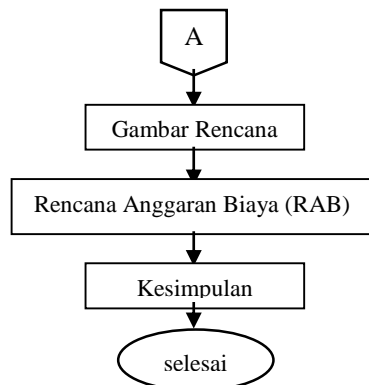 A
Gambar Rencana
Rencana Anggaran Biaya (RAB)
Kesimpulan
selesai